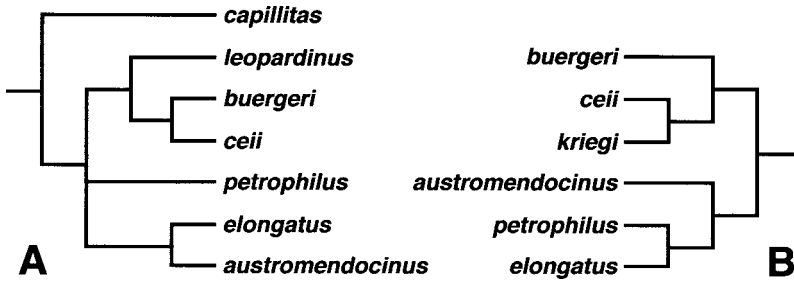 capillitas
leopardinus
buergeri
ceii
petrophilus
elongatus
austromendocinus
A
buergeri
ceii
kriegi
austromendocinus
petrophilus
elongatus
B